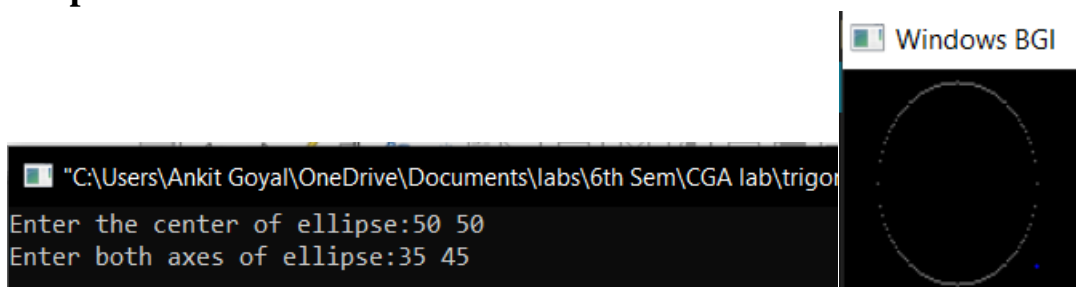 Windows BGI
"C:\Users\Ankit Goyal\OneDrive\Documents\labs\6th Sem\CGA lab\trigor
Enter the center of ellipse:50 50
Enter both axes of ellipse:35 45